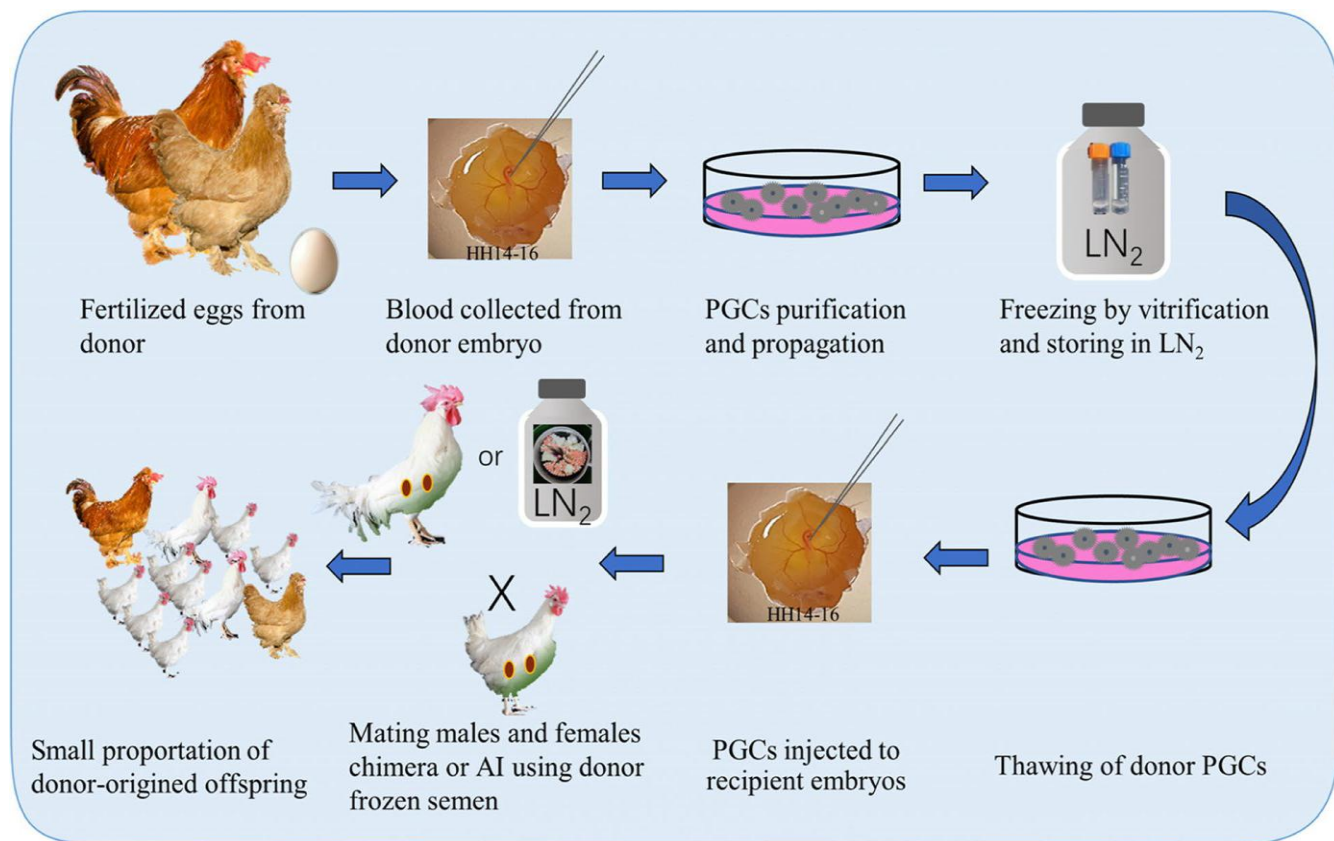 HH14-16
LN₂
Fertilized eggs from
donor
Blood collected from
donor embryo
PGCs purification
and propagation
Freezing by vitrification
and storing in LN₂
or
LN₂
X
HH14-16
Small proportation of
donor-origined offspring
Mating males and females
chimera or AI using donor
frozen semen
PGCs injected to
recipient embryos
Thawing of donor PGCs